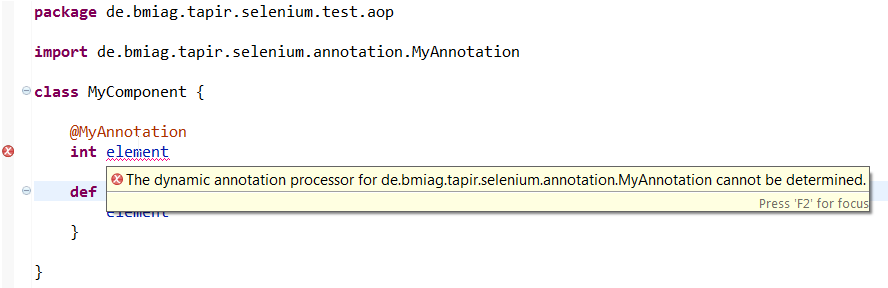 package de.bmiag.tapir.selenium.test.aop
import de.bmiag.tapir.selenium.annotation.MyAnnotation
class MyComponent {
@MyAnnotation
int element
The dynamic annotation processor for de.bmiag.tapir.selenium.annotation.MyAnnotation cannot be determined.
def
Press 'F2' for focus
element
}
}